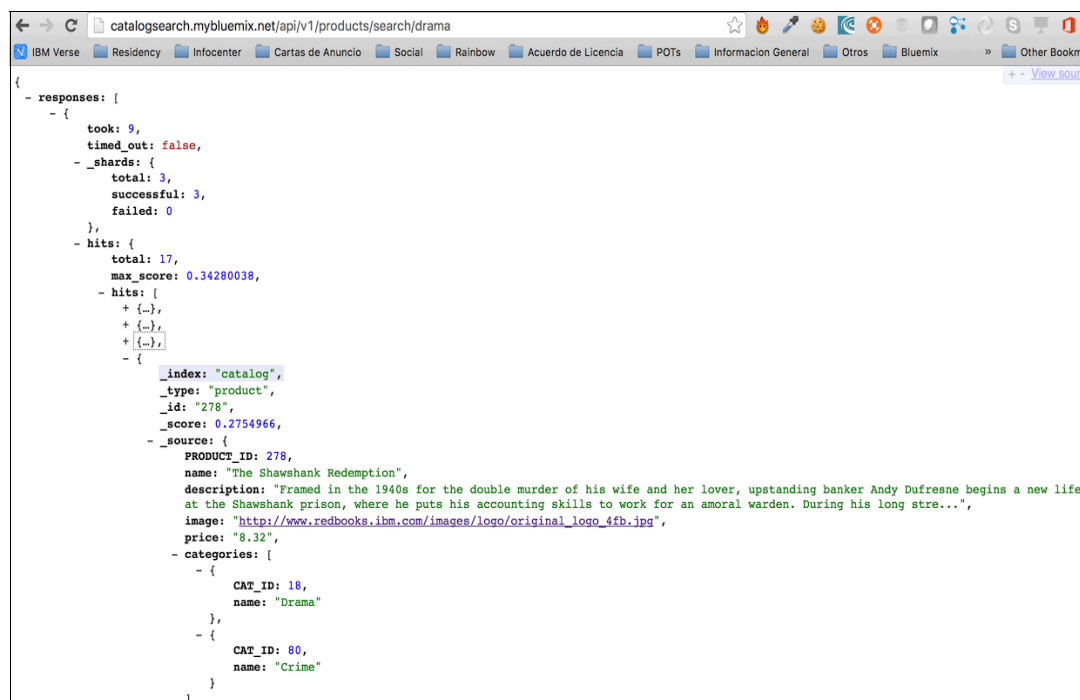 catalogsearch.mybluemix.net/api/v1/products/search/drama
IBM Verse Residency Infocenter Cartas de Anuncio Social Rainbow Acuerdo de Licencia POTs Informacion General Otros Bluemix » Other Bookm
+ - View sour
{
- responses: [
- {
took: 9,
timed_out: false,
- _shards: {
total: 3,
successful: 3,
failed: 0
},
- hits: {
total: 17,
max_score: 0.34280038,
- hits: [
+ {…},
+ {…},
+ {…},
- {
_index: "catalog",
_type: "product",
_id: "278",
_score: 0.2754966,
- _source: {
PRODUCT_ID: 278,
name: "The Shawshank Redemption",
description: "Framed in the 1940s for the double murder of his wife and her lover, upstanding banker Andy Dufresne begins a new life
at the Shawshank prison, where he puts his accounting skills to work for an amoral warden. During his long stre...",
image: "http://www.redbooks.ibm.com/images/logo/original_logo_4fb.jpg",
price: "8.32",
- categories: [
- {
CAT_ID: 18,
name: "Drama"
},
- {
CAT_ID: 80,
name: "Crime"
}
]